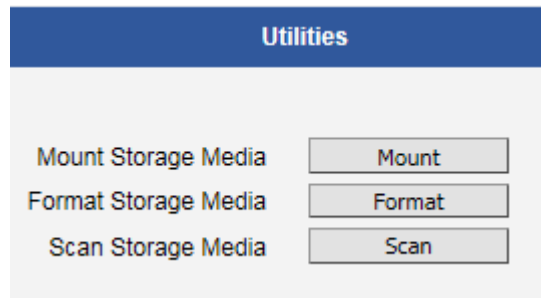 Utilities
Mount Storage Media Mount
Format Storage Media Format
Scan Storage Media Scan